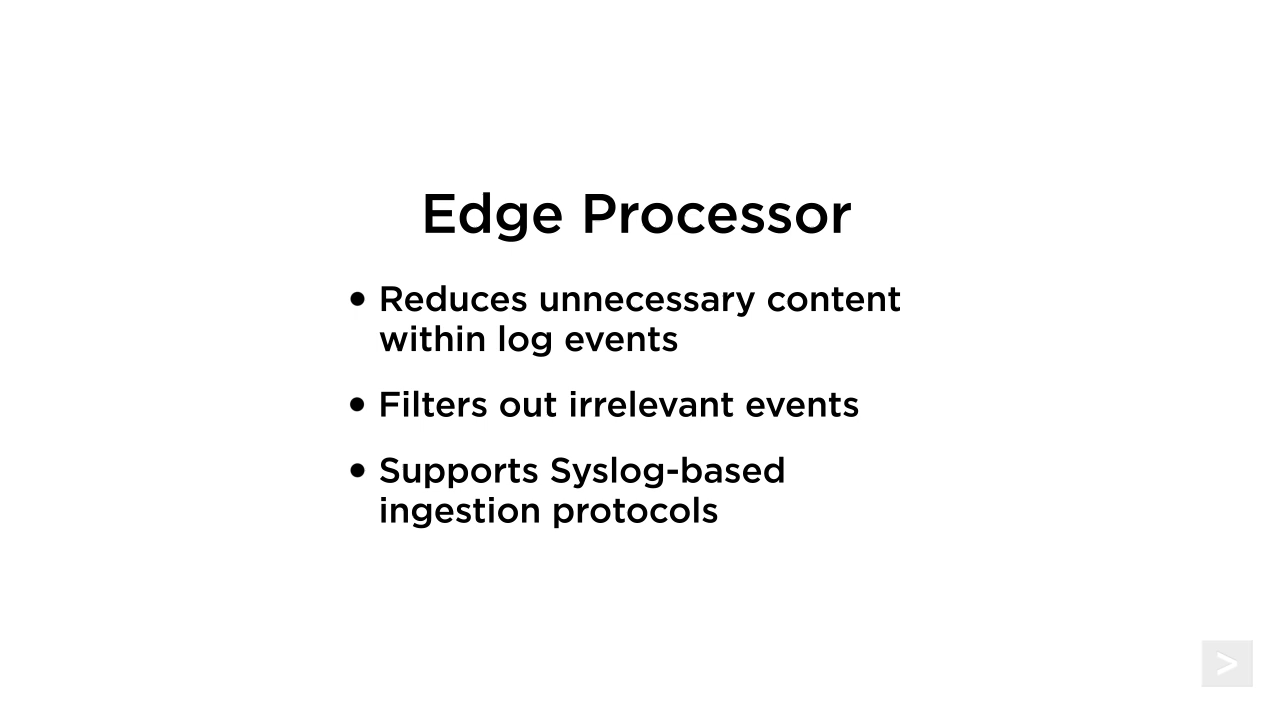 Edge Processor
• Reduces unnecessary content
within log events
• Filters out irrelevant events
• Supports Syslog-based
ingestion protocols
>